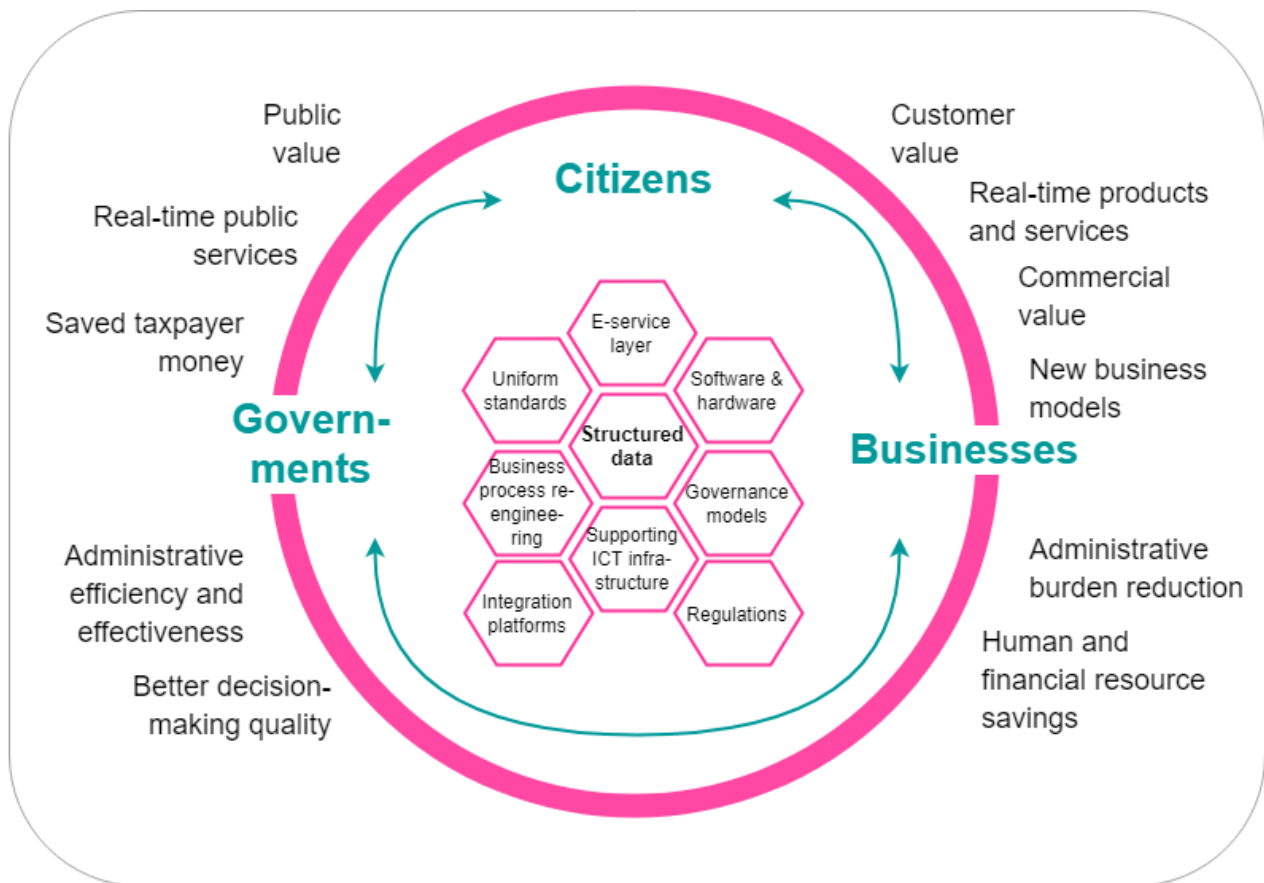 Public
value
Customer
value
Citizens
Real-time public
services
Real-time products
and services
Saved taxpayer
money
Commercial
value
New business
models
E-service
layer
Uniform
standards
Software &
hardware
Structured
data
Govern-
ments
Businesses
Business
process re-
enginee-
ring
Governance
models
Supporting
ICT infra-
structure
Integration
platforms
Regulations
Administrative
efficiency and
effectiveness
Administrative
burden reduction
Better decision-
making quality
Human and
financial resource
savings